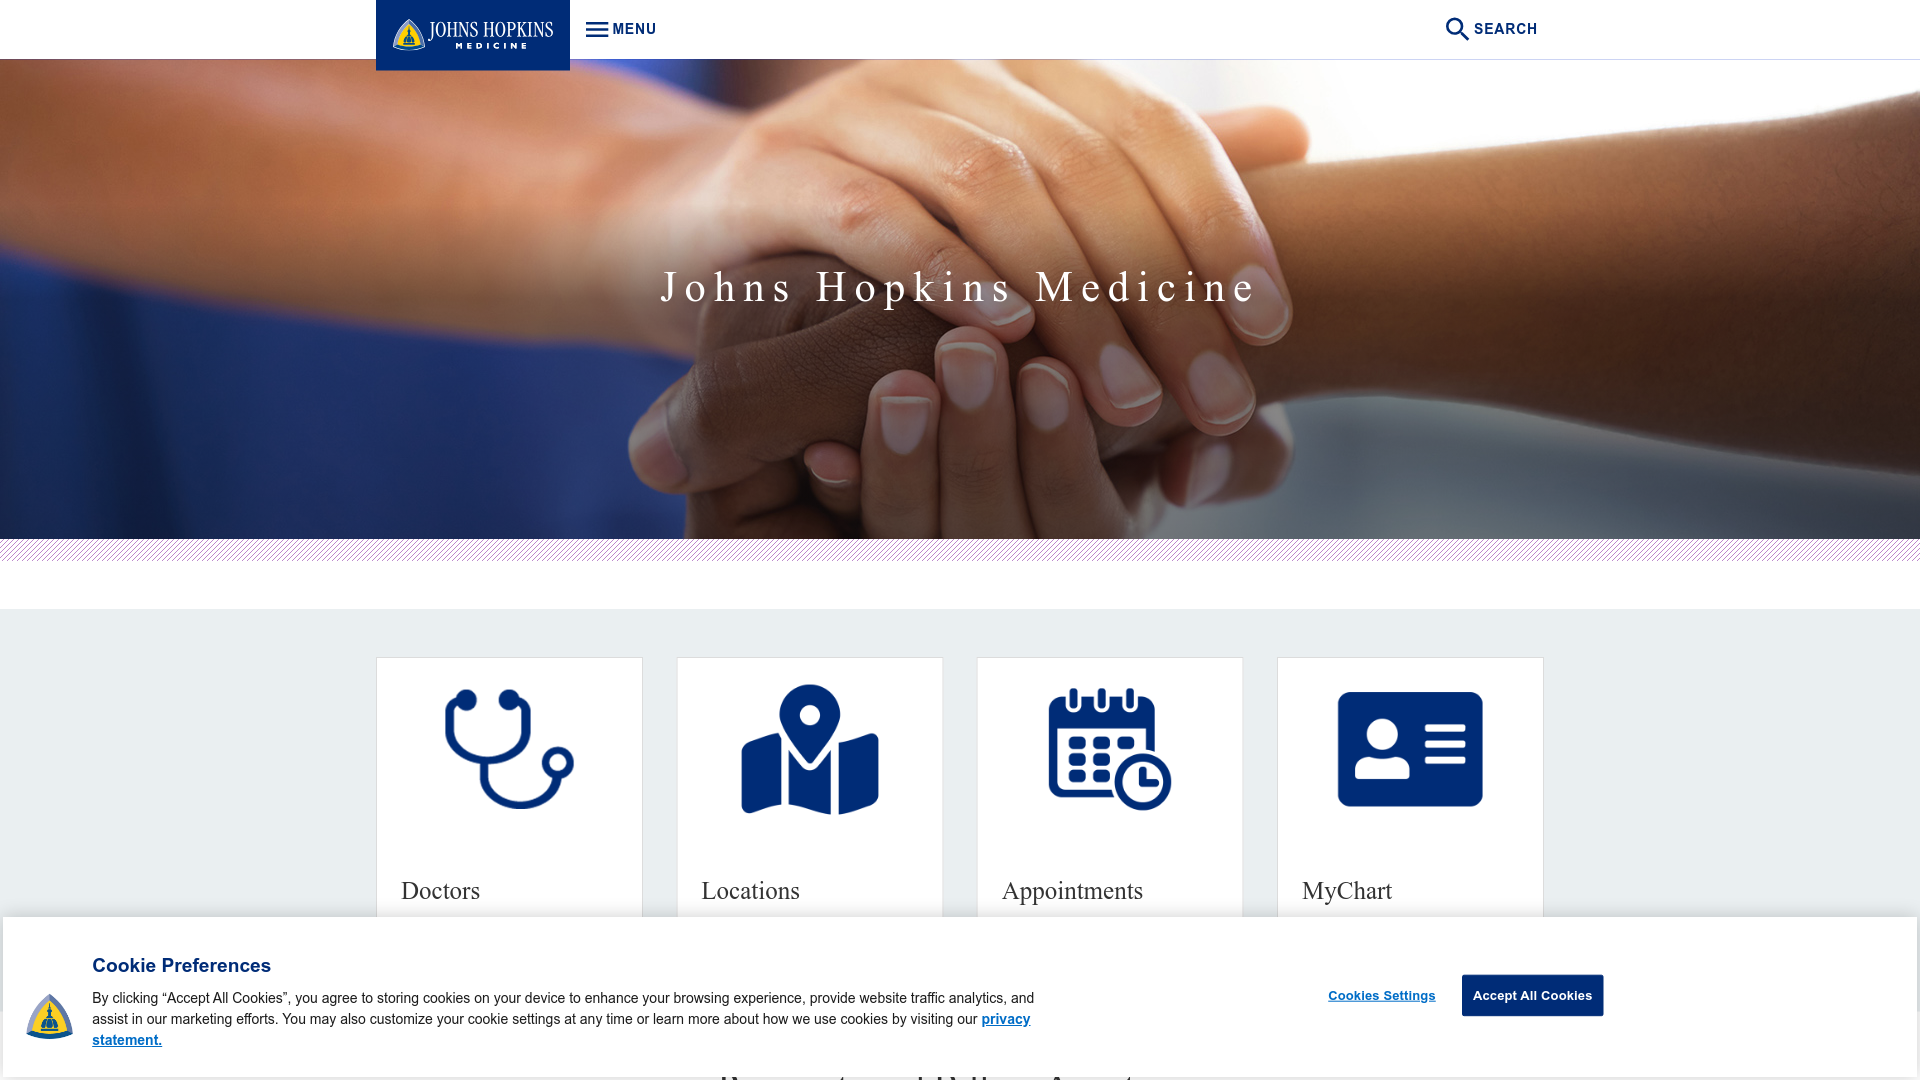 JOHNS HOPKINS
MEDICINE
MENU
SEARCH
Johns Hopkins Medicine
Doctors
Locations
Appointments
MyChart
Cookie Preferences
By clicking “Accept All Cookies”, you agree to storing cookies on your device to enhance your browsing experience, provide website traffic analytics, and
assist in our marketing efforts. You may also customize your cookie settings at any time or learn more about how we use cookies by visiting our privacy
statement.
Cookies Settings
Accept All Cookies